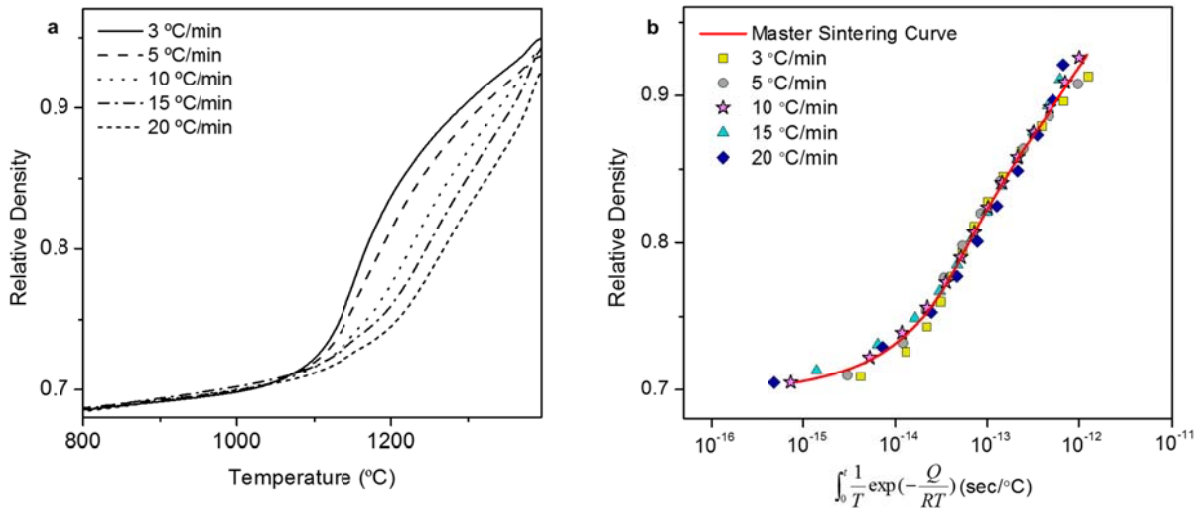 a
3 ºC/min
5 ºC/min
10 ºC/min
15 ºC/min
20 ºC/min
0.9
0.8
0.7
Relative Density
800
1000
1200
Temperature (ºC)
b
Master Sintering Curve
3 °C/min
5 °C/min
10 °C/min
15 °C/min
20 °C/min
0.9
0.8
0.7
Relative Density
10⁻¹⁶
10⁻¹⁵
10⁻¹⁴
10⁻¹³
10⁻¹²
10⁻¹¹
∫₀ᵗ 1/T exp(−Q/RT) (sec/°C)